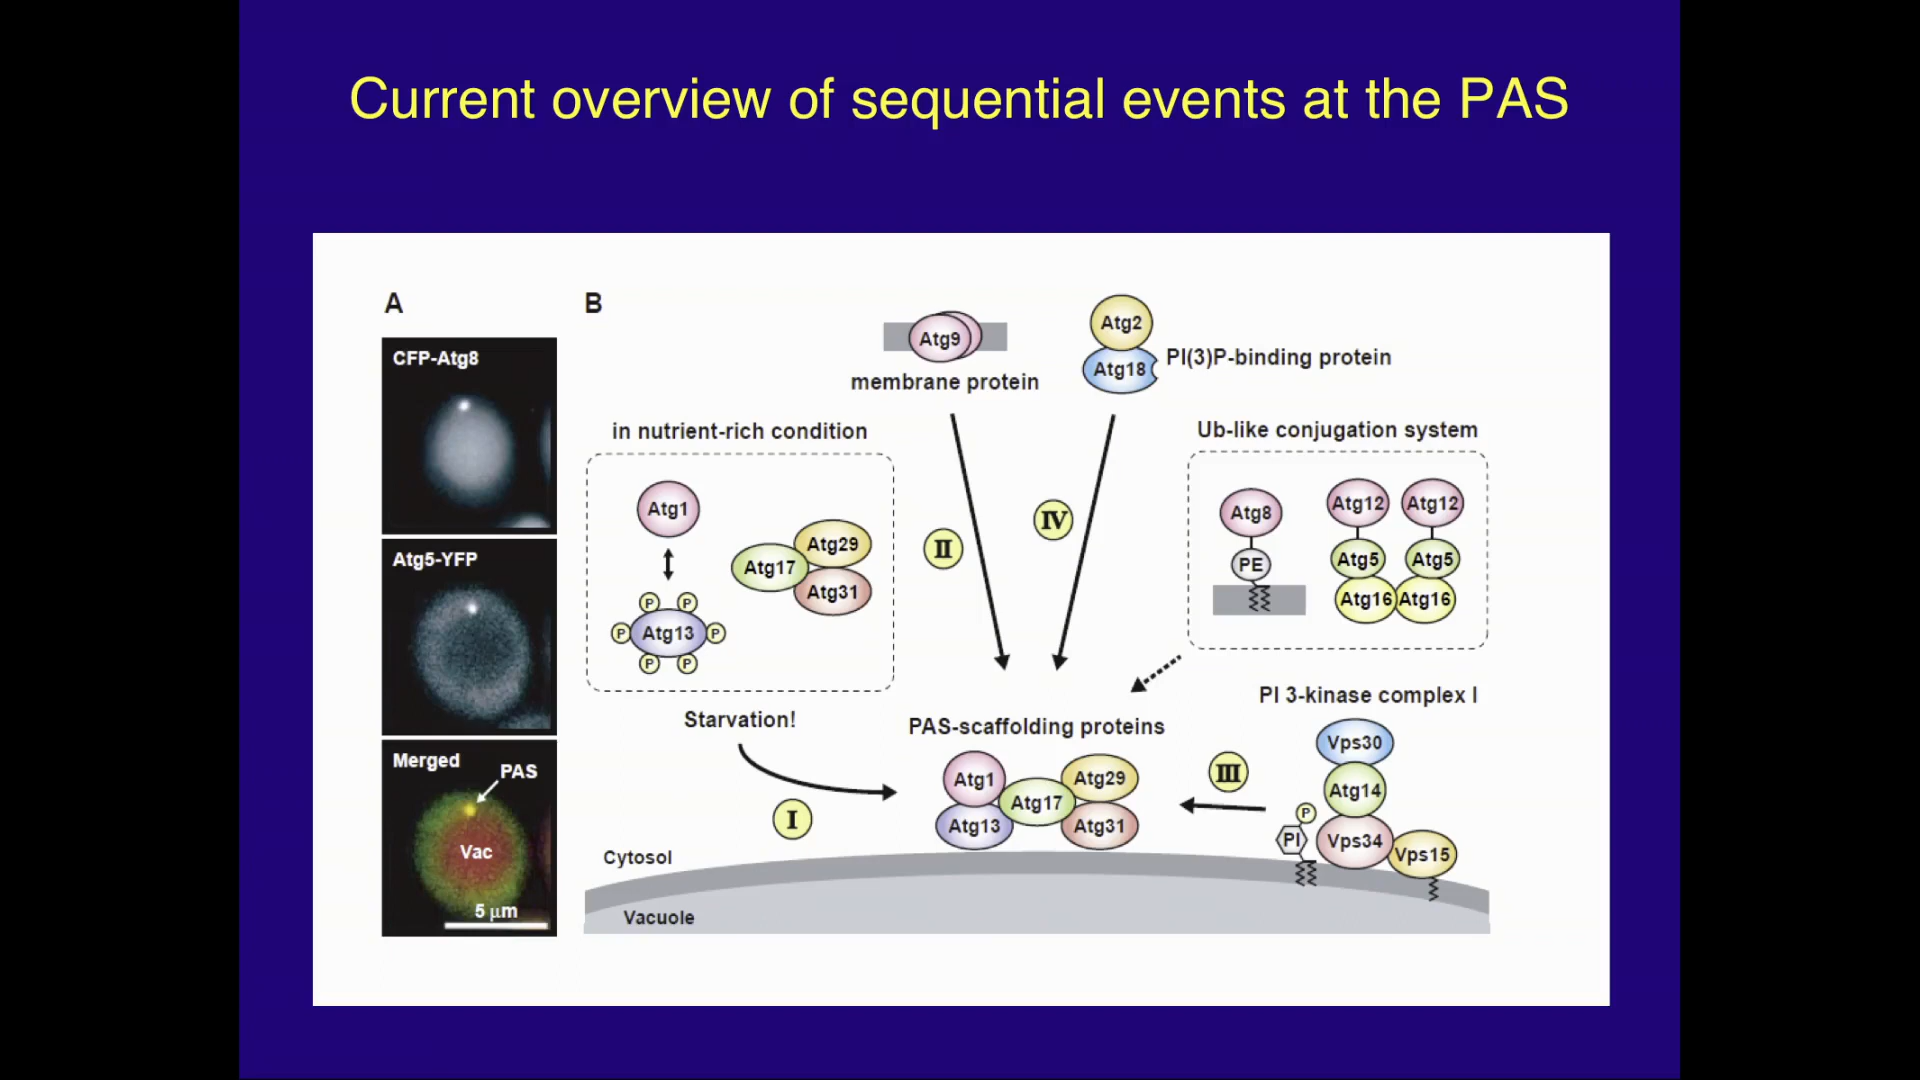 Current overview of sequential events at the PAS
A
CFP-Atg8
Atg5-YFP
Merged
PAS
Vac
5 μm
B
Atg9
membrane protein
Atg2
Atg18
PI(3)P-binding protein
in nutrient-rich condition
Atg1
Atg17
Atg29
Atg31
P
P
P
Atg13
P
P
P
Starvation!
I
II
IV
Ub-like conjugation system
Atg8
PE
Atg12
Atg12
Atg5
Atg5
Atg16
Atg16
PAS-scaffolding proteins
Atg1
Atg13
Atg17
Atg29
Atg31
III
PI 3-kinase complex I
Vps30
Atg14
Vps34
Vps15
P
PI
Cytosol
Vacuole